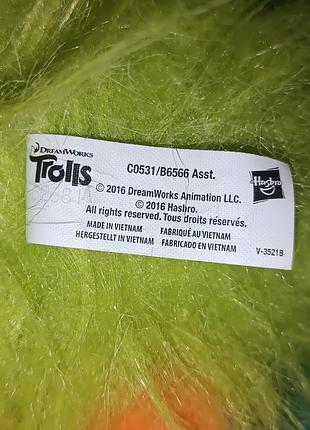 DREAMWORKS
Trolls
C0531/B6566 Asst.
© 2016 DreamWorks Animation LLC.
© 2016 Hasbro.
All rights reserved. Tous droits réservés.
MADE IN VIETNAM FABRIQUÉ AU VIETNAM
HERGESTELLT IN VIETNAM FABRICADO EN VIETNAM
Hasbro
V-3521B